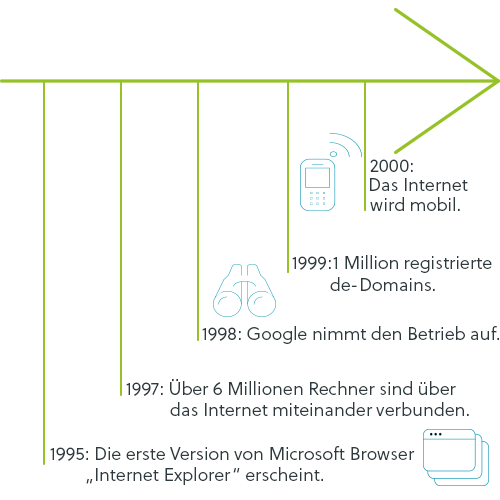 2000:
Das Internet
wird mobil.
1999:1 Million registrierte
de-Domains.
1998: Google nimmt den Betrieb auf.
1997: Über 6 Millionen Rechner sind über
das Internet miteinander verbunden.
1995: Die erste Version von Microsoft Browser
„Internet Explorer“ erscheint.